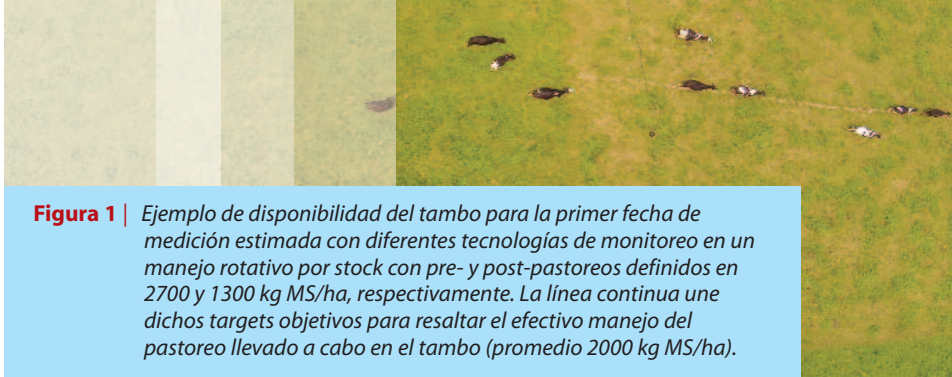 Figura 1 | Ejemplo de disponibilidad del tambo para la primer fecha de
medición estimada con diferentes tecnologías de monitoreo en un
manejo rotativo por stock con pre- y post-pastoreos definidos en
2700 y 1300 kg MS/ha, respectivamente. La línea continua une
dichos targets objetivos para resaltar el efectivo manejo del
pastoreo llevado a cabo en el tambo (promedio 2000 kg MS/ha).